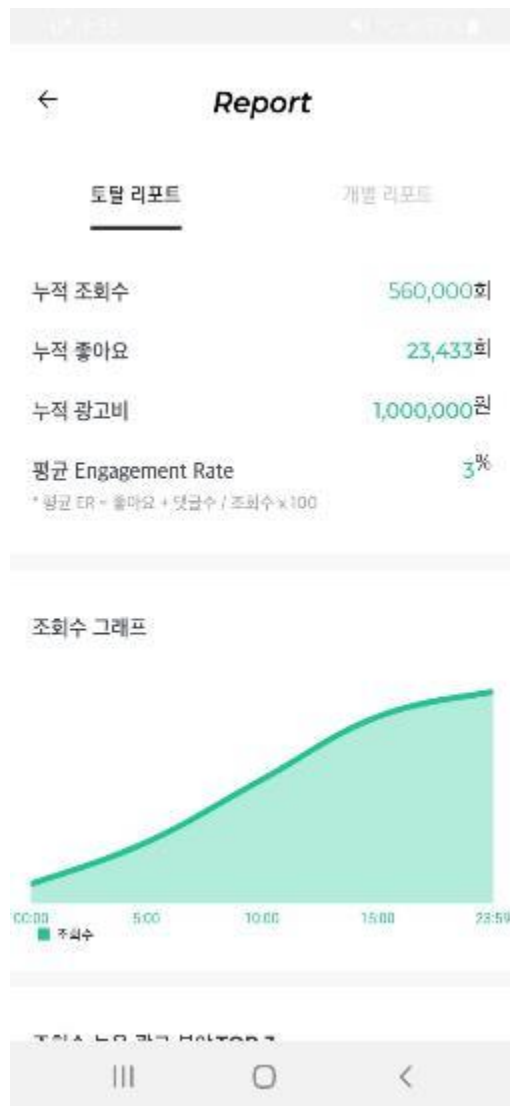 Report
토탈 리포트 개별 리포트
누적 조회수 560,000회
누적 좋아요 23,433회
누적 광고비 1,000,000원
평균 Engagement Rate 3%
* 평균 ER = 좋아요 + 댓글수 / 조회수 x 100
조회수 그래프
00:00 5:00 10:00 15:00 23:59
조회수